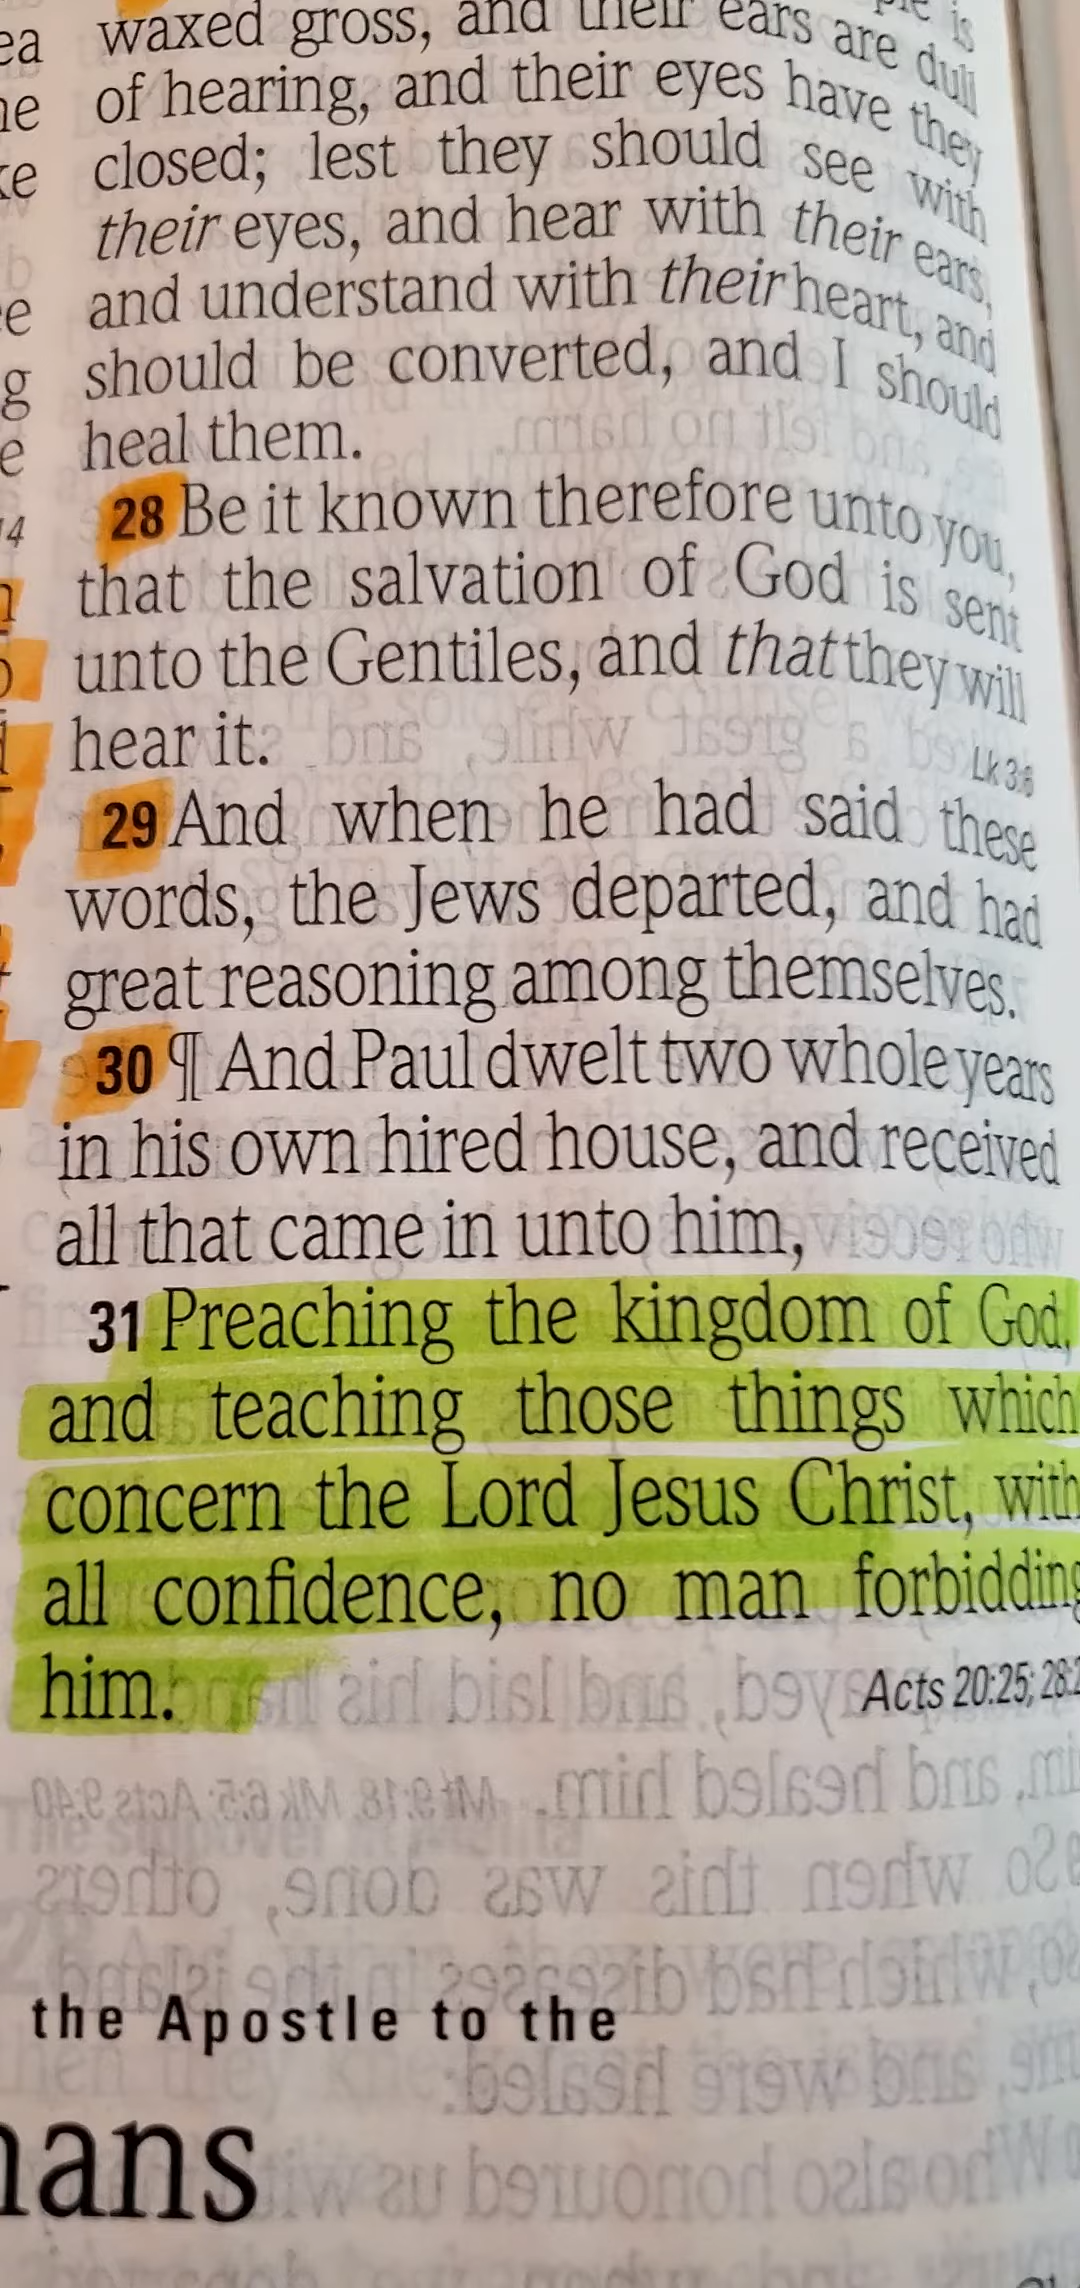 waxed gross, and their ears are dull
of hearing, and their eyes have they
closed; lest they should see with
their eyes, and hear with their ears,
and understand with their heart, and
should be converted, and I should
heal them.
28 Be it known therefore unto you,
that the salvation of God is sent
unto the Gentiles, and that they will
hear it.
Lk 3:6
29 And when he had said these
words, the Jews departed, and had
great reasoning among themselves.
30 ¶ And Paul dwelt two whole years
in his own hired house, and received
all that came in unto him,
31 Preaching the kingdom of God,
and teaching those things which
concern the Lord Jesus Christ, with
all confidence, no man forbidding
him.
Acts 20:25;
the Apostle to the
mans